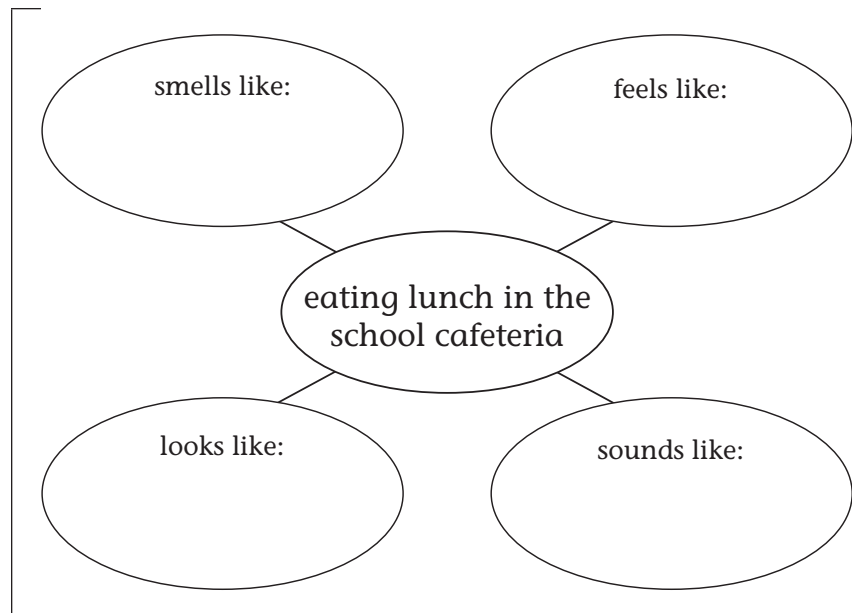 smells like:
feels like:
eating lunch in the
school cafeteria
looks like:
sounds like: